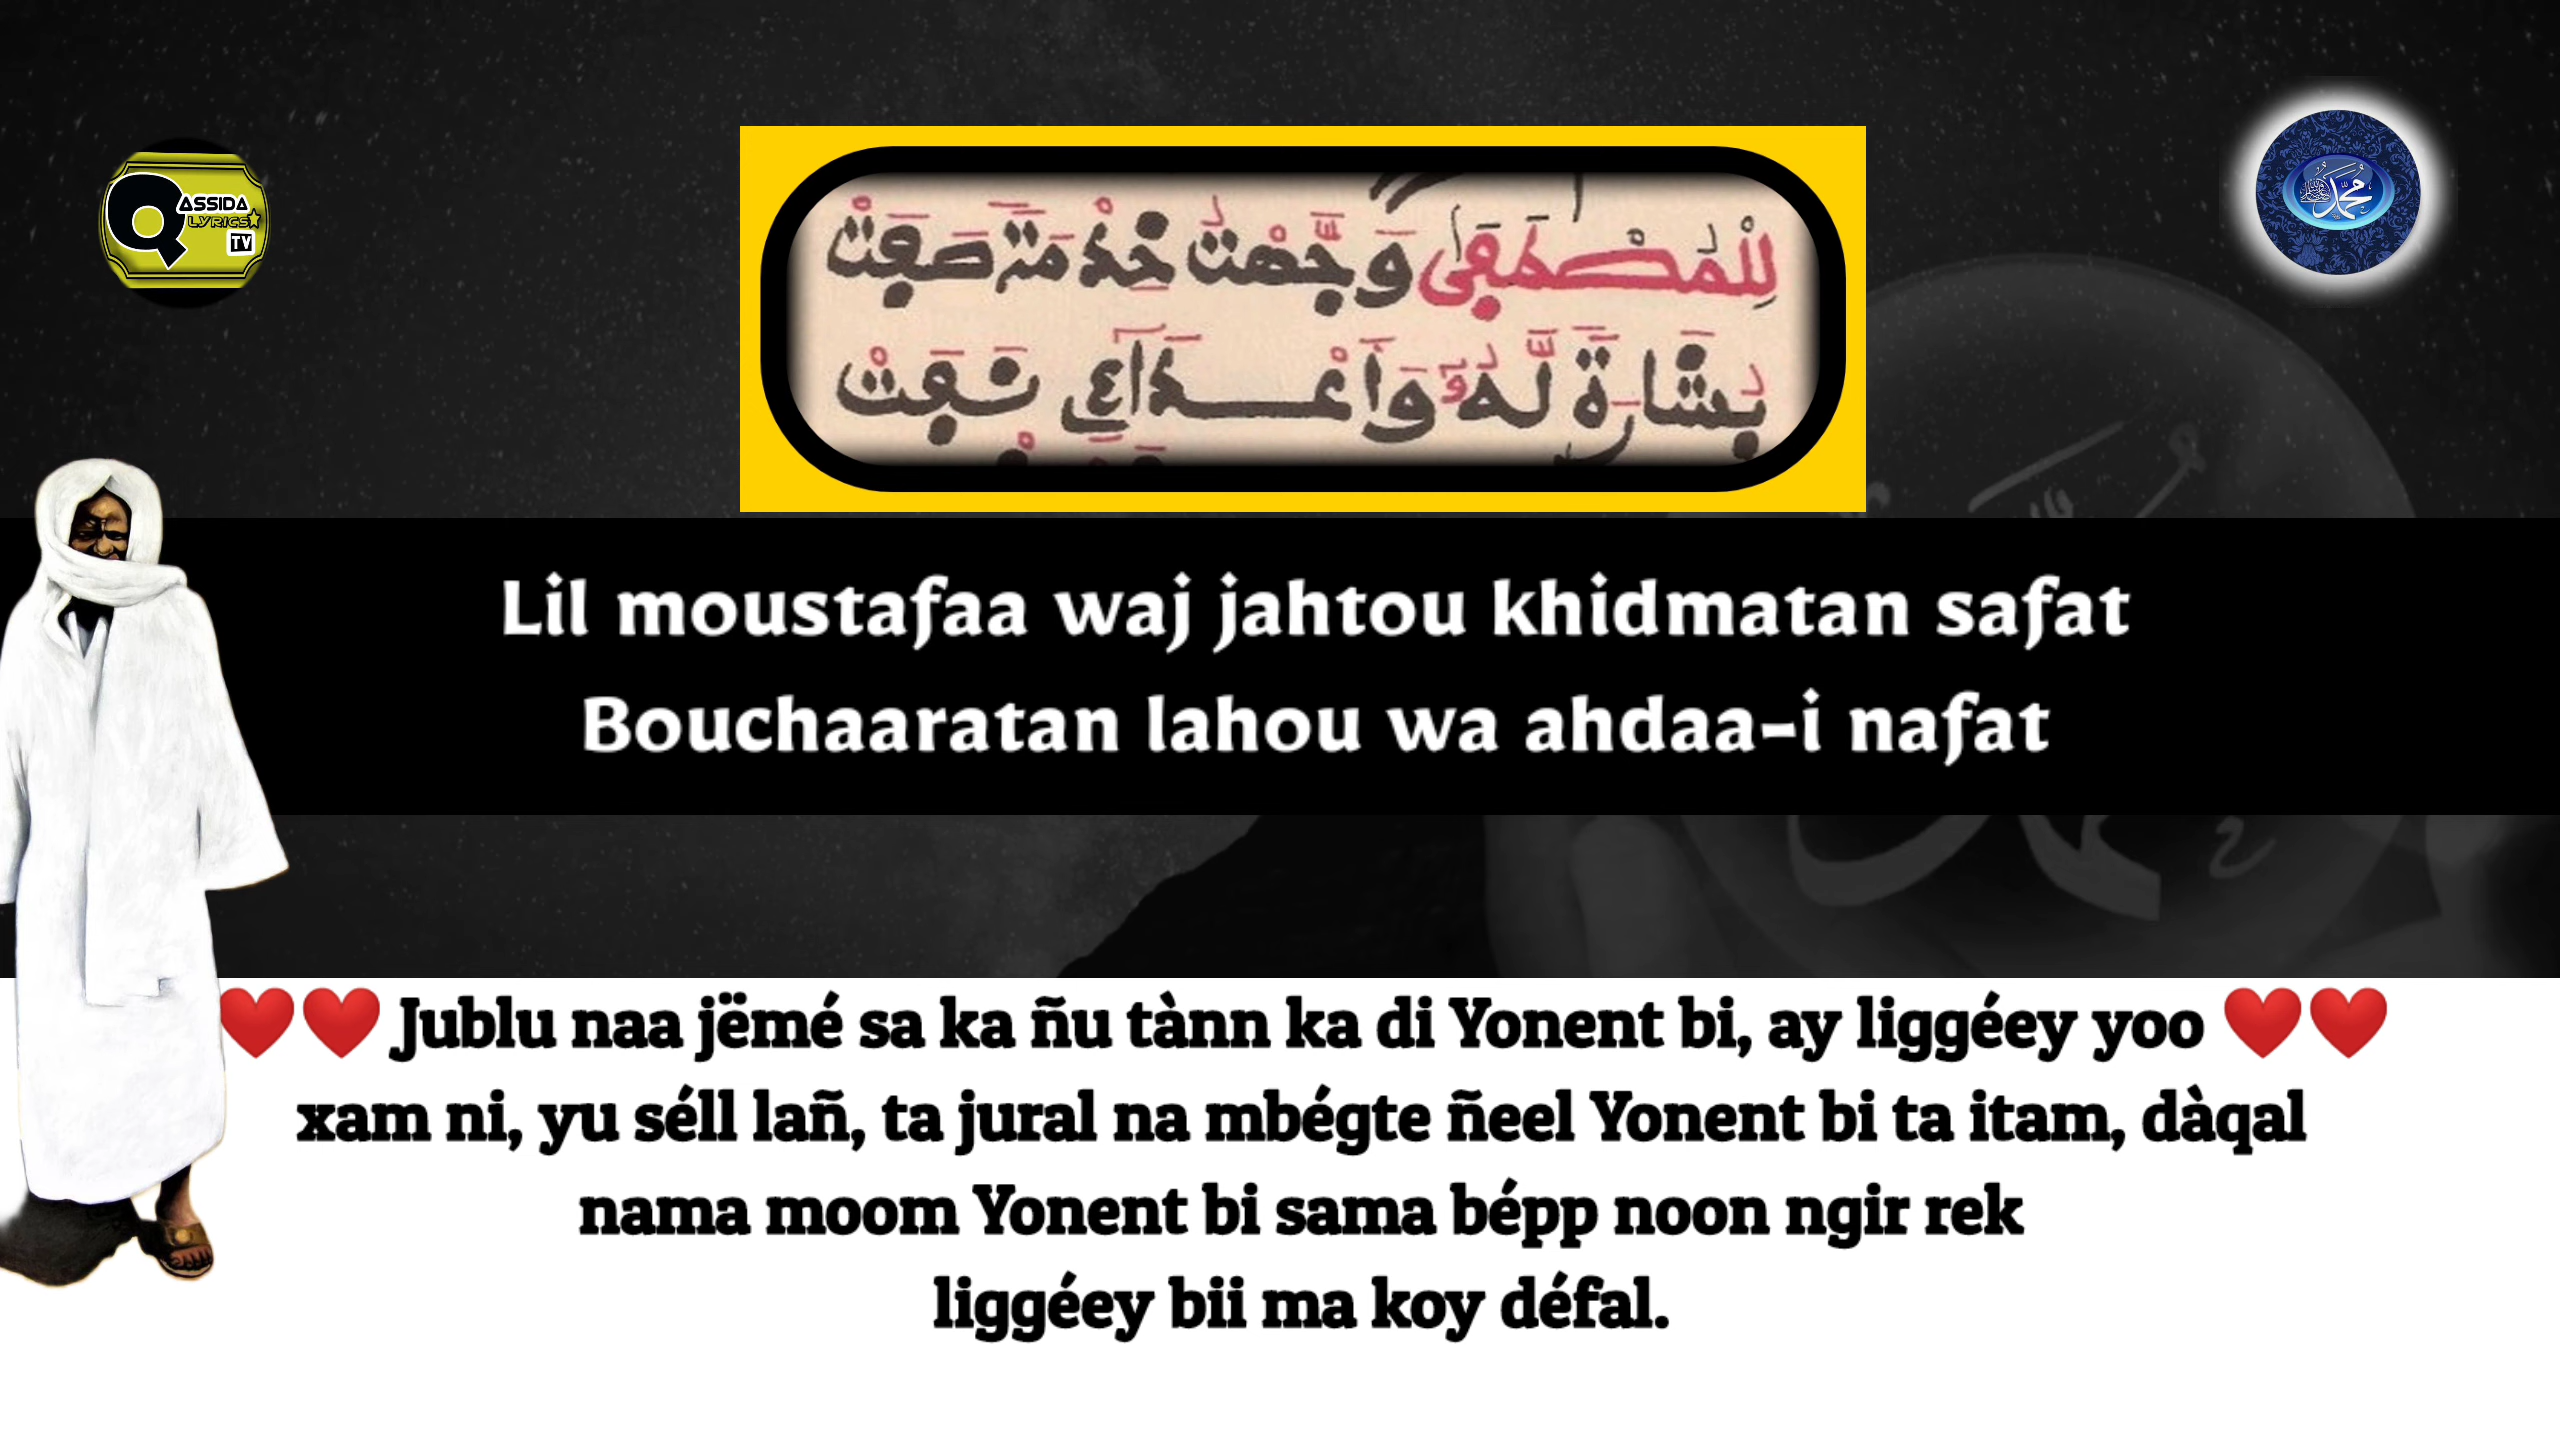 QASSIDA
LYRICS
TV
محمد
لِلْمُصْطَفَىٰ وَجَّهْتُ خِدْمَةً صَفَتْ
بُشَارَةً لَّهُۥ وَأَعْدَآءِى نَفَتْ
Lil moustafaa waj jahtou khidmatan safat
Bouchaaratan lahou wa ahdaa-i nafat
❤️❤️ Jublu naa jëmé sa ka ñu tànn ka di Yonent bi, ay liggéey yoo ❤️❤️
xam ni, yu séll lañ, ta jural na mbégte ñeel Yonent bi ta itam, dàqal
nama moom Yonent bi sama bépp noon ngir rek
liggéey bii ma koy défal.